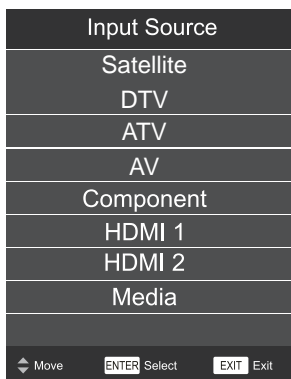 Input Source
Satellite
DTV
ATV
AV
Component
HDMI 1
HDMI 2
Media
Move ENTER Select EXIT Exit